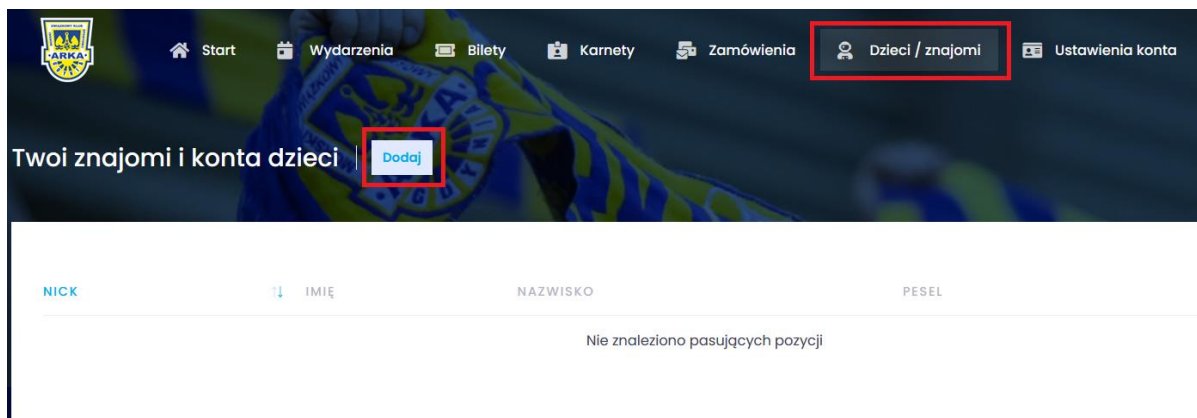 ARKA
Start
Wydarzenia
Bilety
Karnety
Zamówienia
Dzieci / znajomi
Ustawienia konta
Twoi znajomi i konta dzieci
Dodaj
NICK
IMIĘ
NAZWISKO
PESEL
Nie znaleziono pasujących pozycji